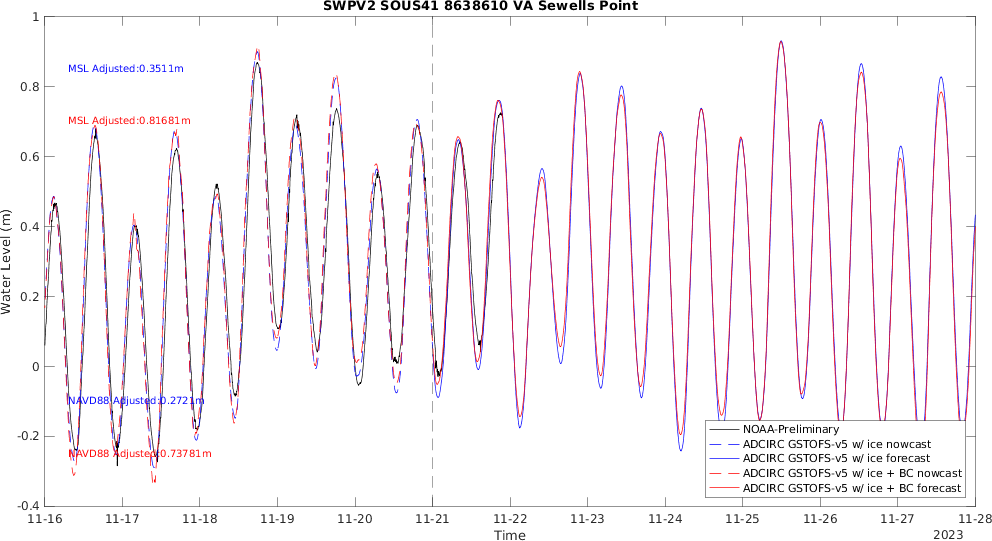 SWPV2 SOUS41 8638610 VA Sewells Point
1
0.8
0.6
0.4
0.2
0
-0.2
-0.4
Water Level (m)
MSL Adjusted:0.3511m
MSL Adjusted:0.81681m
NAVD88 Adjusted:0.2721m
NAVD88 Adjusted:0.73781m
NOAA-Preliminary
ADCIRC GSTOFS-v5 w/ ice nowcast
ADCIRC GSTOFS-v5 w/ ice forecast
ADCIRC GSTOFS-v5 w/ ice + BC nowcast
ADCIRC GSTOFS-v5 w/ ice + BC forecast
11-16 11-17 11-18 11-19 11-20 11-21 11-22 11-23 11-24 11-25 11-26 11-27 11-28
Time
2023